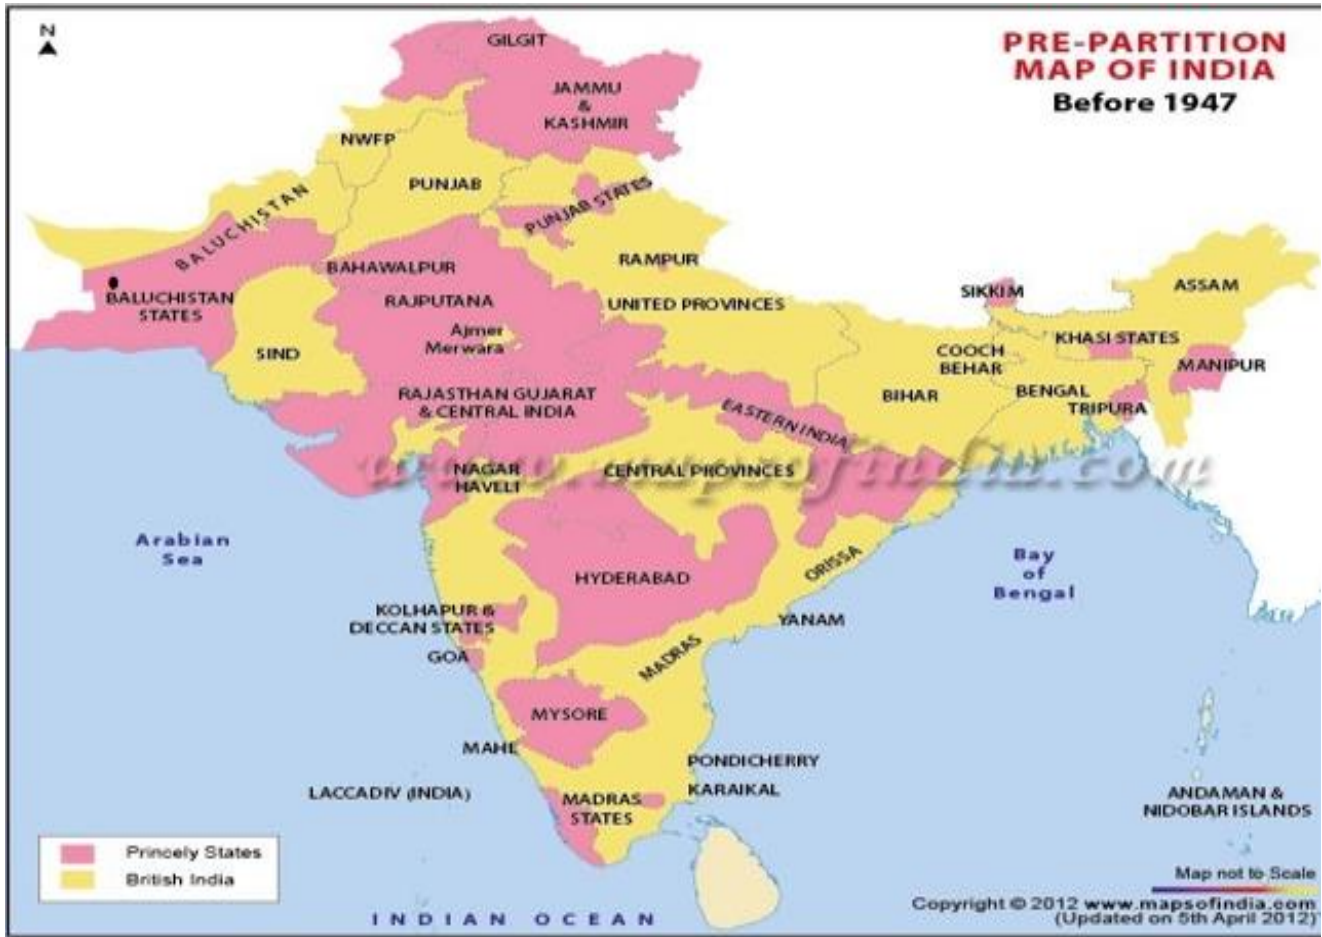 N
PRE-PARTITION
MAP OF INDIA
Before 1947
GILGIT
JAMMU
&
KASHMIR
NWFP
PUNJAB
PUNJAB STATES
BALUCHISTAN
BAHAWALPUR
RAMPUR
BALUCHISTAN
STATES
RAJPUTANA
UNITED PROVINCES
SIKKIM
ASSAM
Ajmer
Merwara
SIND
KHASI STATES
COOCH
BEHAR
MANIPUR
RAJASTHAN GUJARAT
& CENTRAL INDIA
BIHAR
BENGAL
TRIPURA
EASTERN INDIA
www.mapsofindia.com
NAGAR
HAVELI
CENTRAL PROVINCES
Arabian
Sea
Bay
of
Bengal
HYDERABAD
ORISSA
KOLHAPUR &
DECCAN STATES
YANAM
GOA
MADRAS
MYSORE
MAHE
PONDICHERRY
KARAIKAL
LACCADIV (INDIA)
MADRAS
STATES
ANDAMAN &
NIDOBAR ISLANDS
Princely States
British India
INDIAN OCEAN
Map not to Scale
Copyright © 2012 www.mapsofindia.com
(Updated on 5th April 2012)